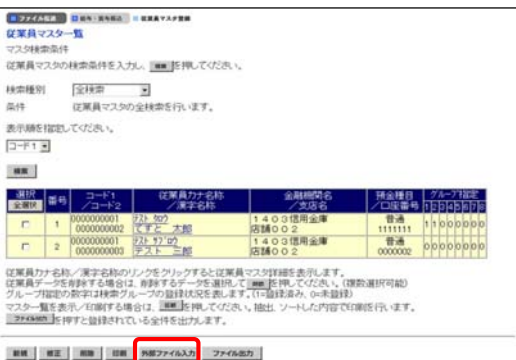 ファイル伝送 給与・賞与振込 従業員マスタ登録
従業員マスター覧
マスタ検索条件
従業員マスタの検索条件を入力し、 検索 を押してください。
検索種別 全検索
条件 従業員マスタの全検索を行います。
表示順を指定してください。
コード1
検索
選択 全選択 番号 コード1 /コード2 従業員カナ名称 /漢字名称 金融機関名 /支店名 預金種目 /口座番号 グループ指定 1 2 3 4 5 6 7 8
1 0000000001 0000000002 テスト タロウ てすと 太郎 1403信用金庫 店舗002 普通 1111111 1 1 0 0 0 0 0 0
2 0000000001 0000000003 テスト 三郎 1403信用金庫 店舗002 普通 0000002 0 0 0 0 0 0 0 0
従業員カナ名称/漢字名称のリンクをクリックすると従業員マスタ詳細を表示します。
従業員データを削除する場合は、削除するデータを選択して 削除 を押してください。(複数選択可能)
グループ指定の数字は検索グループの登録状況を表します。(1=登録済み、0=未登録)
マスター覧を表示/印刷する場合は、 印刷 を押してください。抽出、ソートした内容で印刷を行います。
ファイル出力 を押すと登録されている全件を出力します。
新規 修正 削除 印刷 外部ファイル入力 ファイル出力